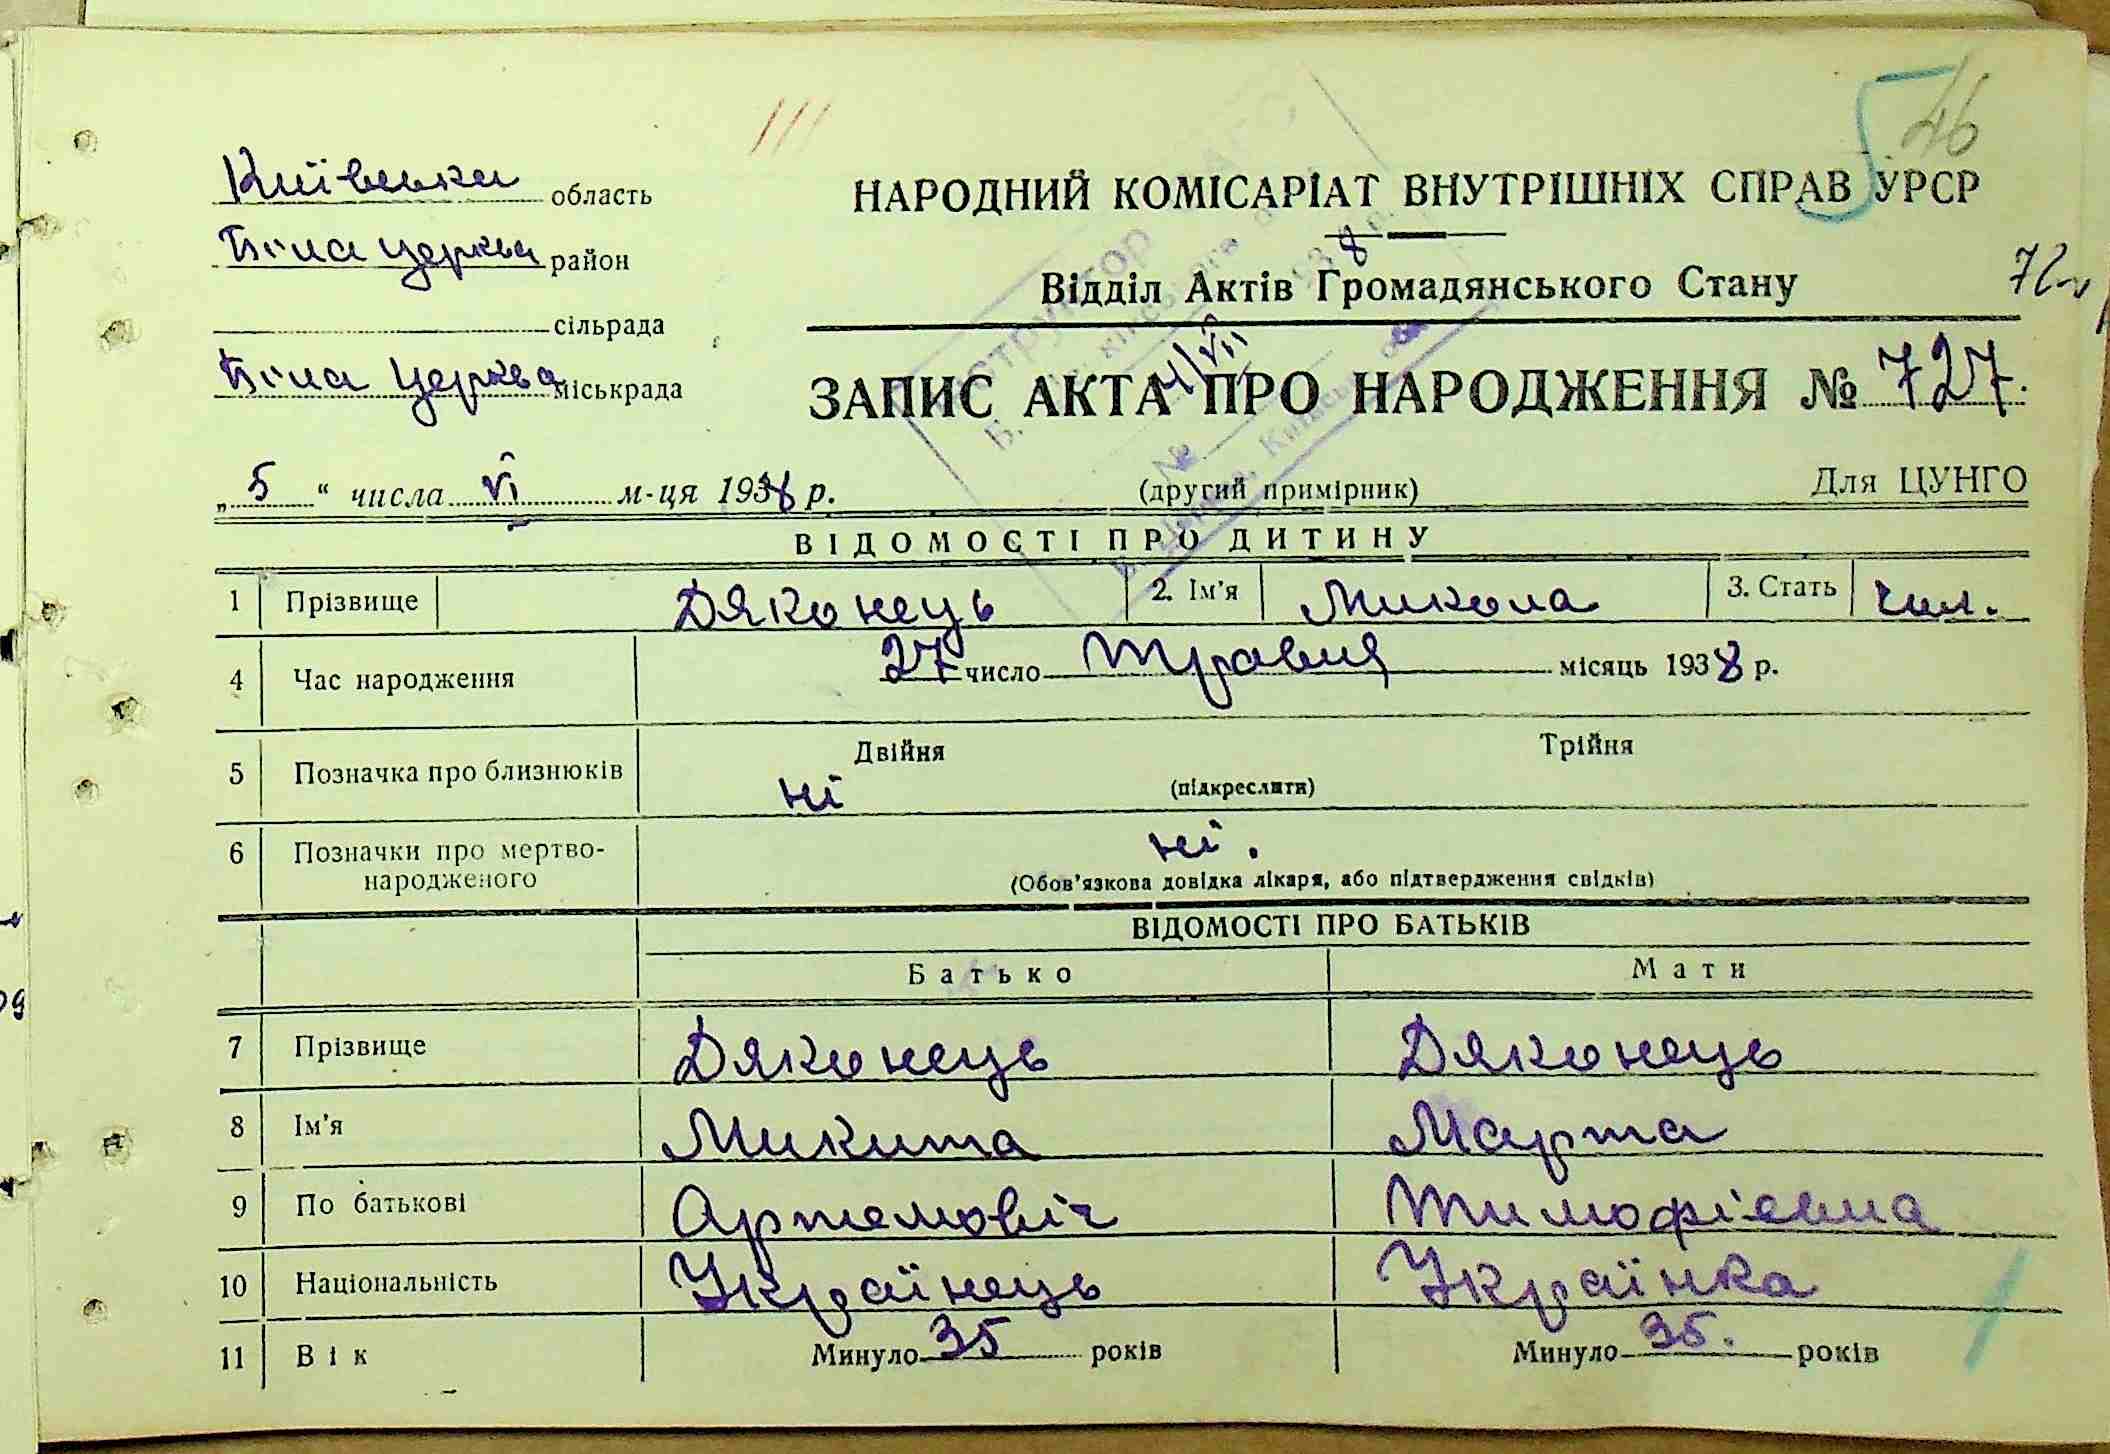 46
Київська область
НАРОДНИЙ КОМІСАРІАТ ВНУТРІШНІХ СПРАВ УРСР
Біла Церква район
Відділ Актів Громадянського Стану
сільрада
Біла Церква міськрада
ЗАПИС АКТА ПРО НАРОДЖЕННЯ № 727.
„ 5 “ числа VI м-ця 1938 р.
(другий примірник)
Для ЦУНГО
ВІДОМОСТІ ПРО ДИТИНУ
1 Прізвище Дяконець 2. Ім'я Микола 3. Стать чол.
4 Час народження 27 число Травня місяць 1938 р.
5 Позначка про близнюків Двійня Трійня
ні (підкреслити)
6 Позначки про мертво-
народженого ні.
(Обов'язкова довідка лікаря, або підтвердження свідків)
ВІДОМОСТІ ПРО БАТЬКІВ
Батько Мати
7 Прізвище Дяконець Дяконець
8 Ім'я Микита Марта
9 По батькові Артемовіч Тимофієвна
10 Національність Українець Українка
11 Вік Минуло 35 років Минуло 35. років